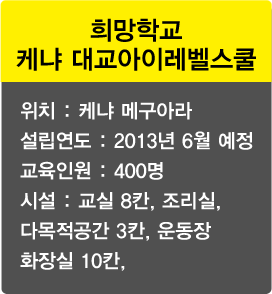 희망학교
케냐 대교아이레벨스쿨
위치 : 케냐 메구아라
설립연도 : 2013년 6월 예정
교육인원 : 400명
시설 : 교실 8칸, 조리실,
다목적공간 3칸, 운동장
화장실 10칸,